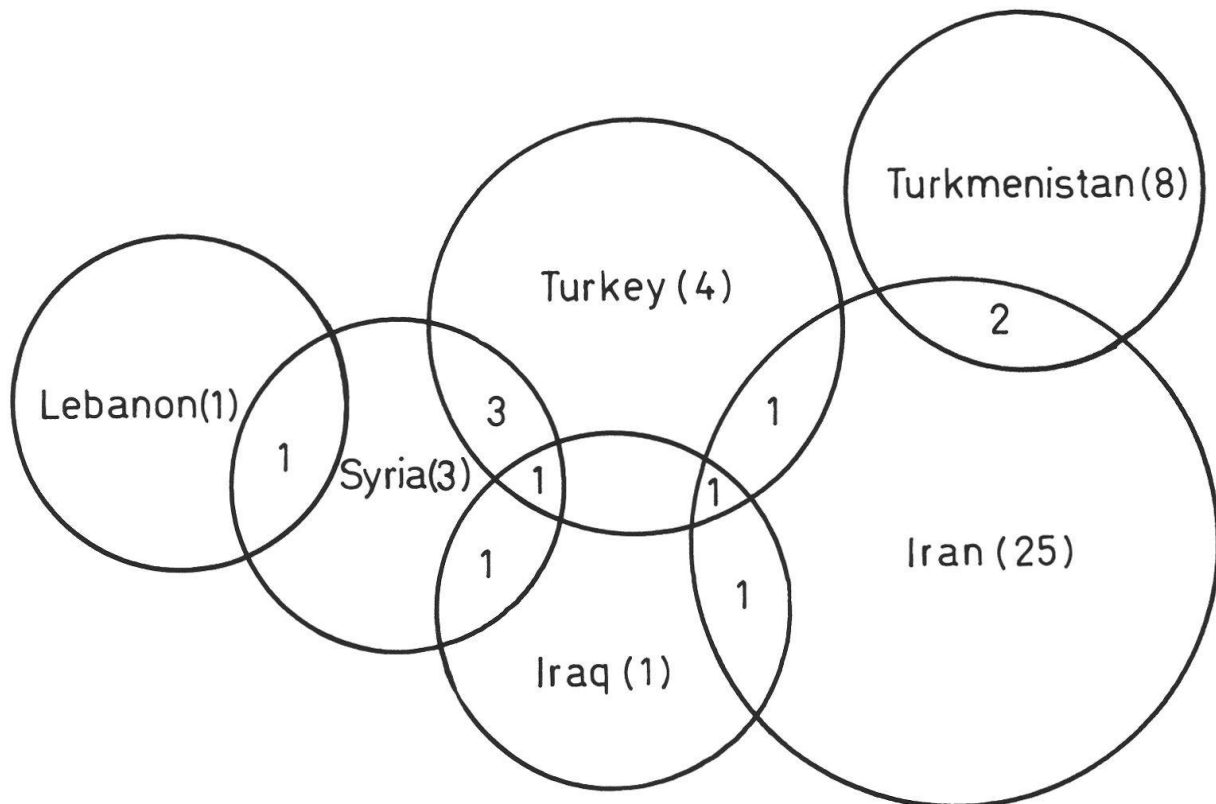 Turkmenistan(8)
Turkey (4)
2
Lebanon(1)
3
1
1
Syria(3)
1
1
Iran (25)
1
1
Iraq (1)